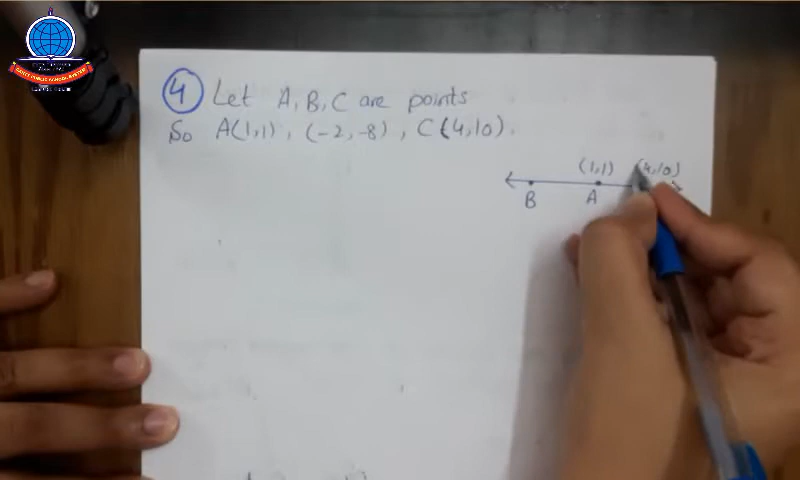 4 Let A, B, C are points
So A(1,1), (-2,-8), C(4,10).
(1,1) (4,10)
B A